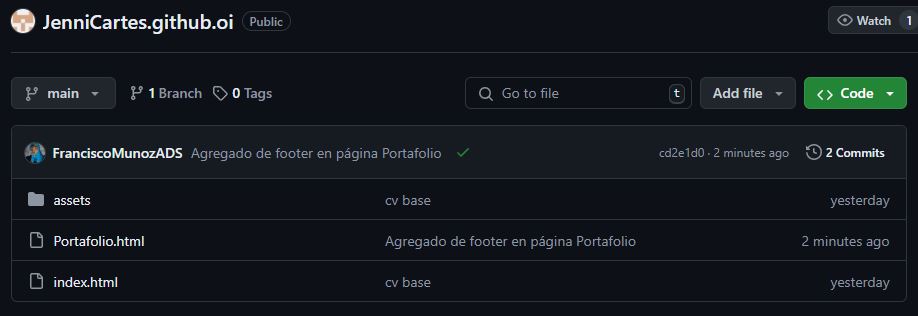 JenniCartes.github.oi Public Watch 1
main 1 Branch 0 Tags Go to file t Add file Code
FranciscoMunozADS Agregado de footer en página Portafolio cd2e1d0 · 2 minutes ago 2 Commits
assets cv base yesterday
Portafolio.html Agregado de footer en página Portafolio 2 minutes ago
index.html cv base yesterday